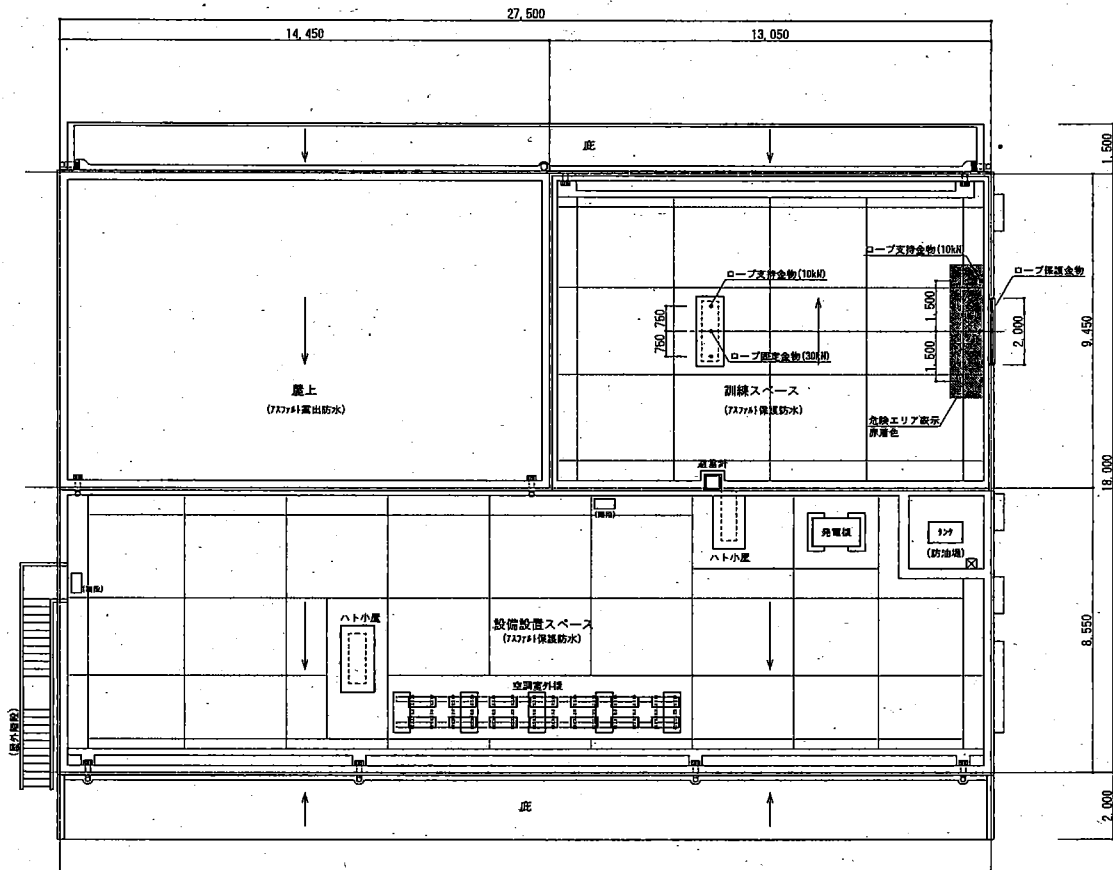 27,500
14,450
13,050
庇
1,500
ロープ支持金物(10kN)
ロープ保護金物
ロープ支持金物(10kN)
750
750
1,500
1,500
2,000
9,450
ロープ固定金物(30kN)
屋上
(アスファルト露出防水)
訓練スペース
(アスファルト保護防水)
危険エリア表示
赤着色
18,000
発電機
タンク
(防油堤)
ハト小屋
ハト小屋
設備設置スペース
(アスファルト保護防水)
8,550
空調室外機
(屋外階段)
庇
2,000